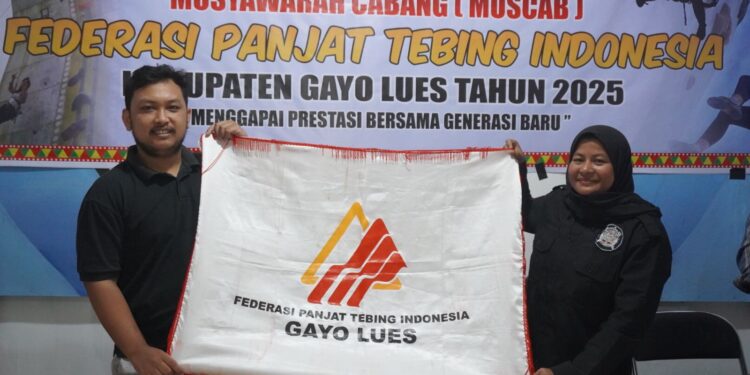 MUSYAWARAH CABANG ( MUSCAB )
FEDERASI PANJAT TEBING INDONESIA
KABUPATEN GAYO LUES TAHUN 2025
MENGGAPAI PRESTASI BERSAMA GENERASI BARU "
FEDERASI PANJAT TEBING INDONESIA
GAYO LUES